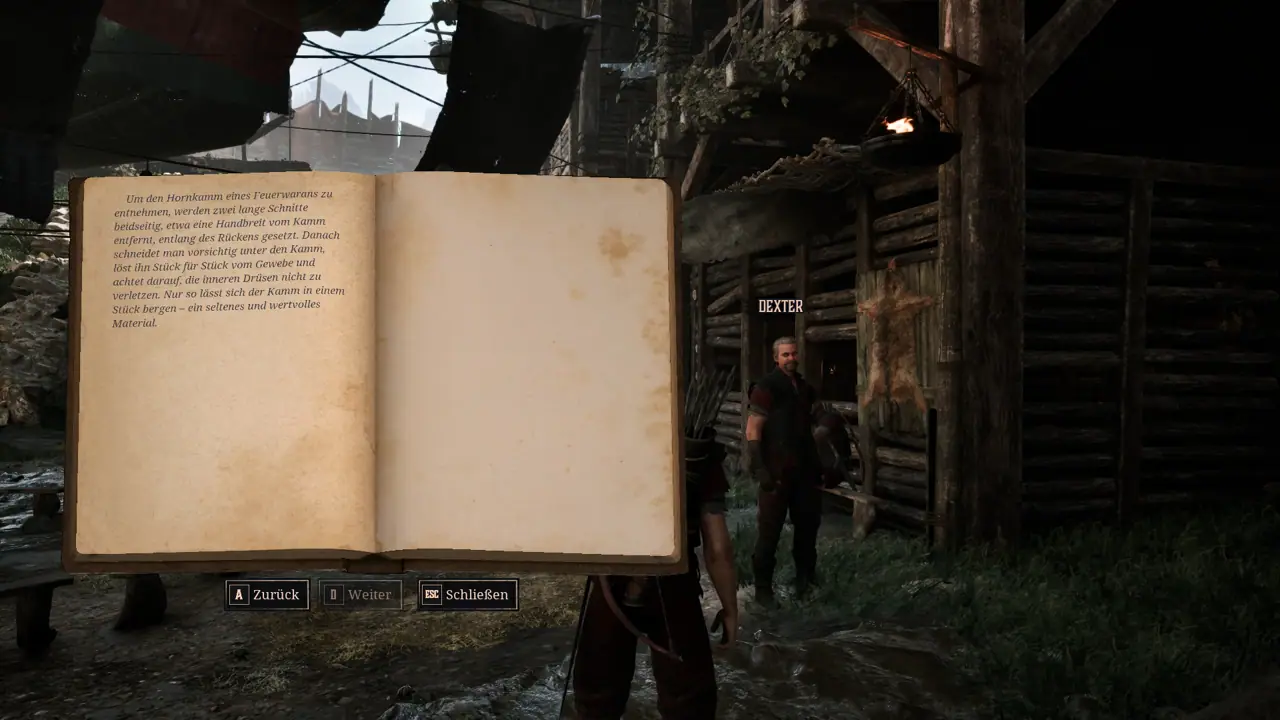 Um den Hornkamm eines Feuerwarans zu
entnehmen, werden zwei lange Schnitte
beidseitig, etwa eine Handbreit vom Kamm
entfernt, entlang des Rückens gesetzt. Danach
schneidet man vorsichtig unter den Kamm,
löst ihn Stück für Stück vom Gewebe und
achtet darauf, die inneren Drüsen nicht zu
verletzen. Nur so lässt sich der Kamm in einem
Stück bergen – ein seltenes und wertvolles
Material.
DEXTER
A Zurück
D Weiter
ESC Schließen